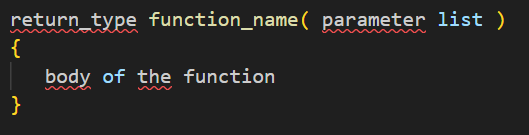 return_type function_name( parameter list )
{
body of the function
}